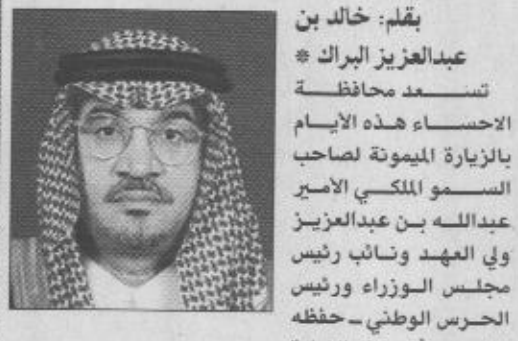 بقلم: خالد بن
عبدالعزيز البراك *
تسعد محافظة
الاحساء هذه الأيام
بالزيارة الميمونة لصاحب
السمو الملكي الامير
عبدالله بن عبدالعزيز
ولي العهد ونائب رئيس
مجلس الوزراء ورئيس
الحرس الوطني - حفظه